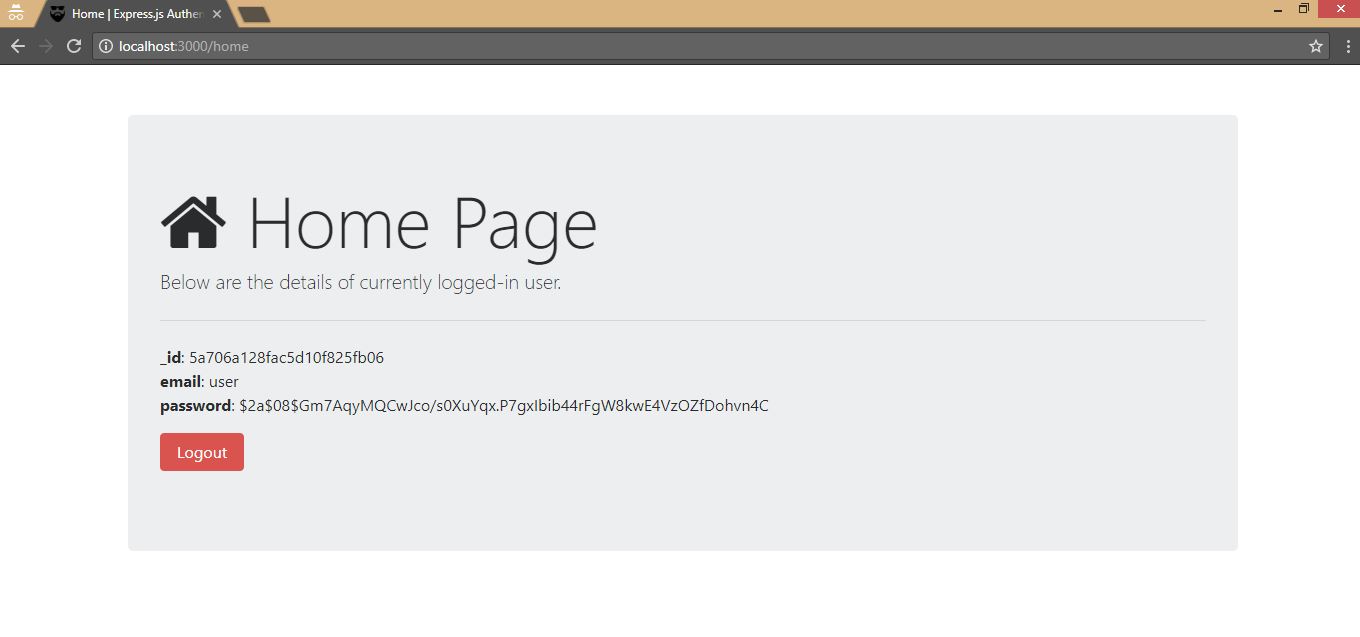 Home | Express.js Authen
localhost:3000/home
Home Page
Below are the details of currently logged-in user.
_id: 5a706a128fac5d10f825fb06
email: user
password: $2a$08$Gm7AqyMQCwJco/s0XuYqx.P7gxIbib44rFgW8kwE4VzOZfDohvn4C
Logout